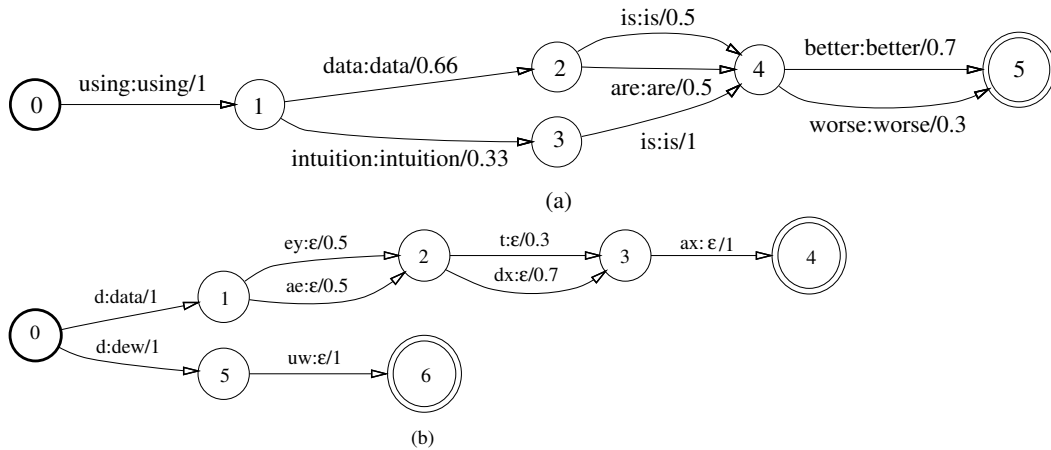 is:is/0.5
better:better/0.7
data:data/0.66
2
4
5
using:using/1
are:are/0.5
0
1
worse:worse/0.3
3
intuition:intuition/0.33
is:is/1
(a)
ey:ε/0.5
t:ε/0.3
ax: ε/1
2
3
4
ae:ε/0.5
dx:ε/0.7
d:data/1
1
0
d:dew/1
uw:ε/1
5
6
(b)